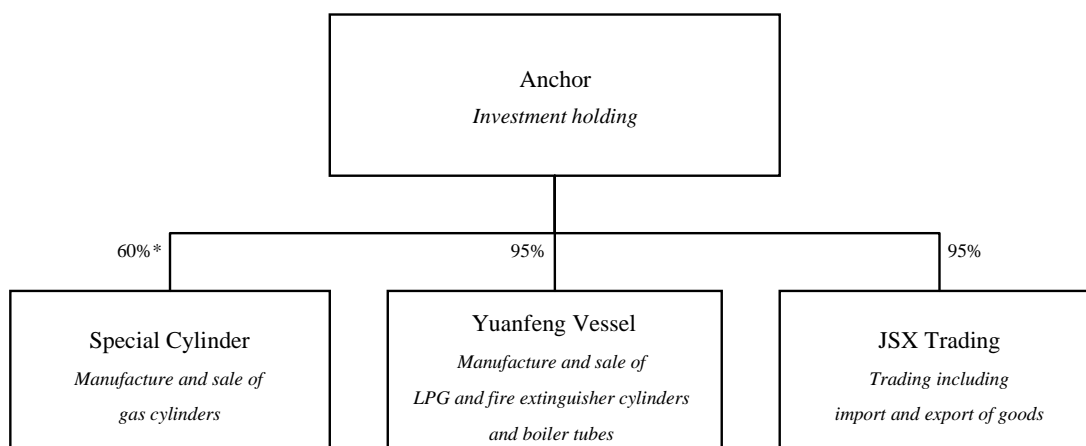 Anchor
Investment holding
60%*
95%
95%
Special Cylinder
Manufacture and sale of
gas cylinders
Yuanfeng Vessel
Manufacture and sale of
LPG and fire extinguisher cylinders
and boiler tubes
JSX Trading
Trading including
import and export of goods